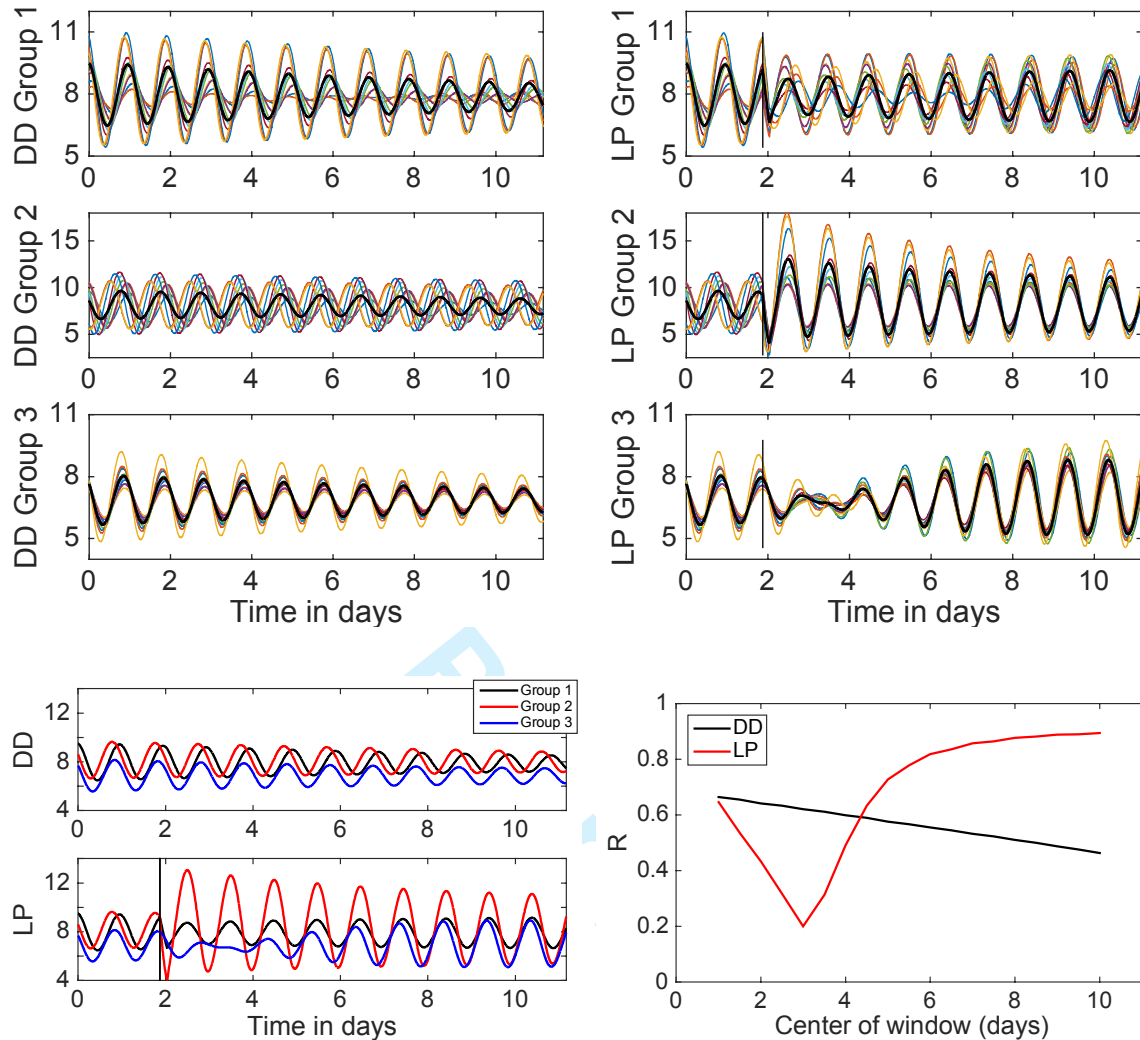 DD Group 1
11
8
5
0 2 4 6 8 10
LP Group 1
11
8
5
0 2 4 6 8 10
DD Group 2
15
10
5
0 2 4 6 8 10
LP Group 2
15
10
5
0 2 4 6 8 10
DD Group 3
11
8
5
0 2 4 6 8 10
Time in days
LP Group 3
11
8
5
0 2 4 6 8 10
Time in days
DD
12
8
4
0 2 4 6 8 10
Group 1
Group 2
Group 3
LP
12
8
4
0 2 4 6 8 10
Time in days
R
1
0.8
0.6
0.4
0.2
0
0 2 4 6 8 10
Center of window (days)
DD
LP